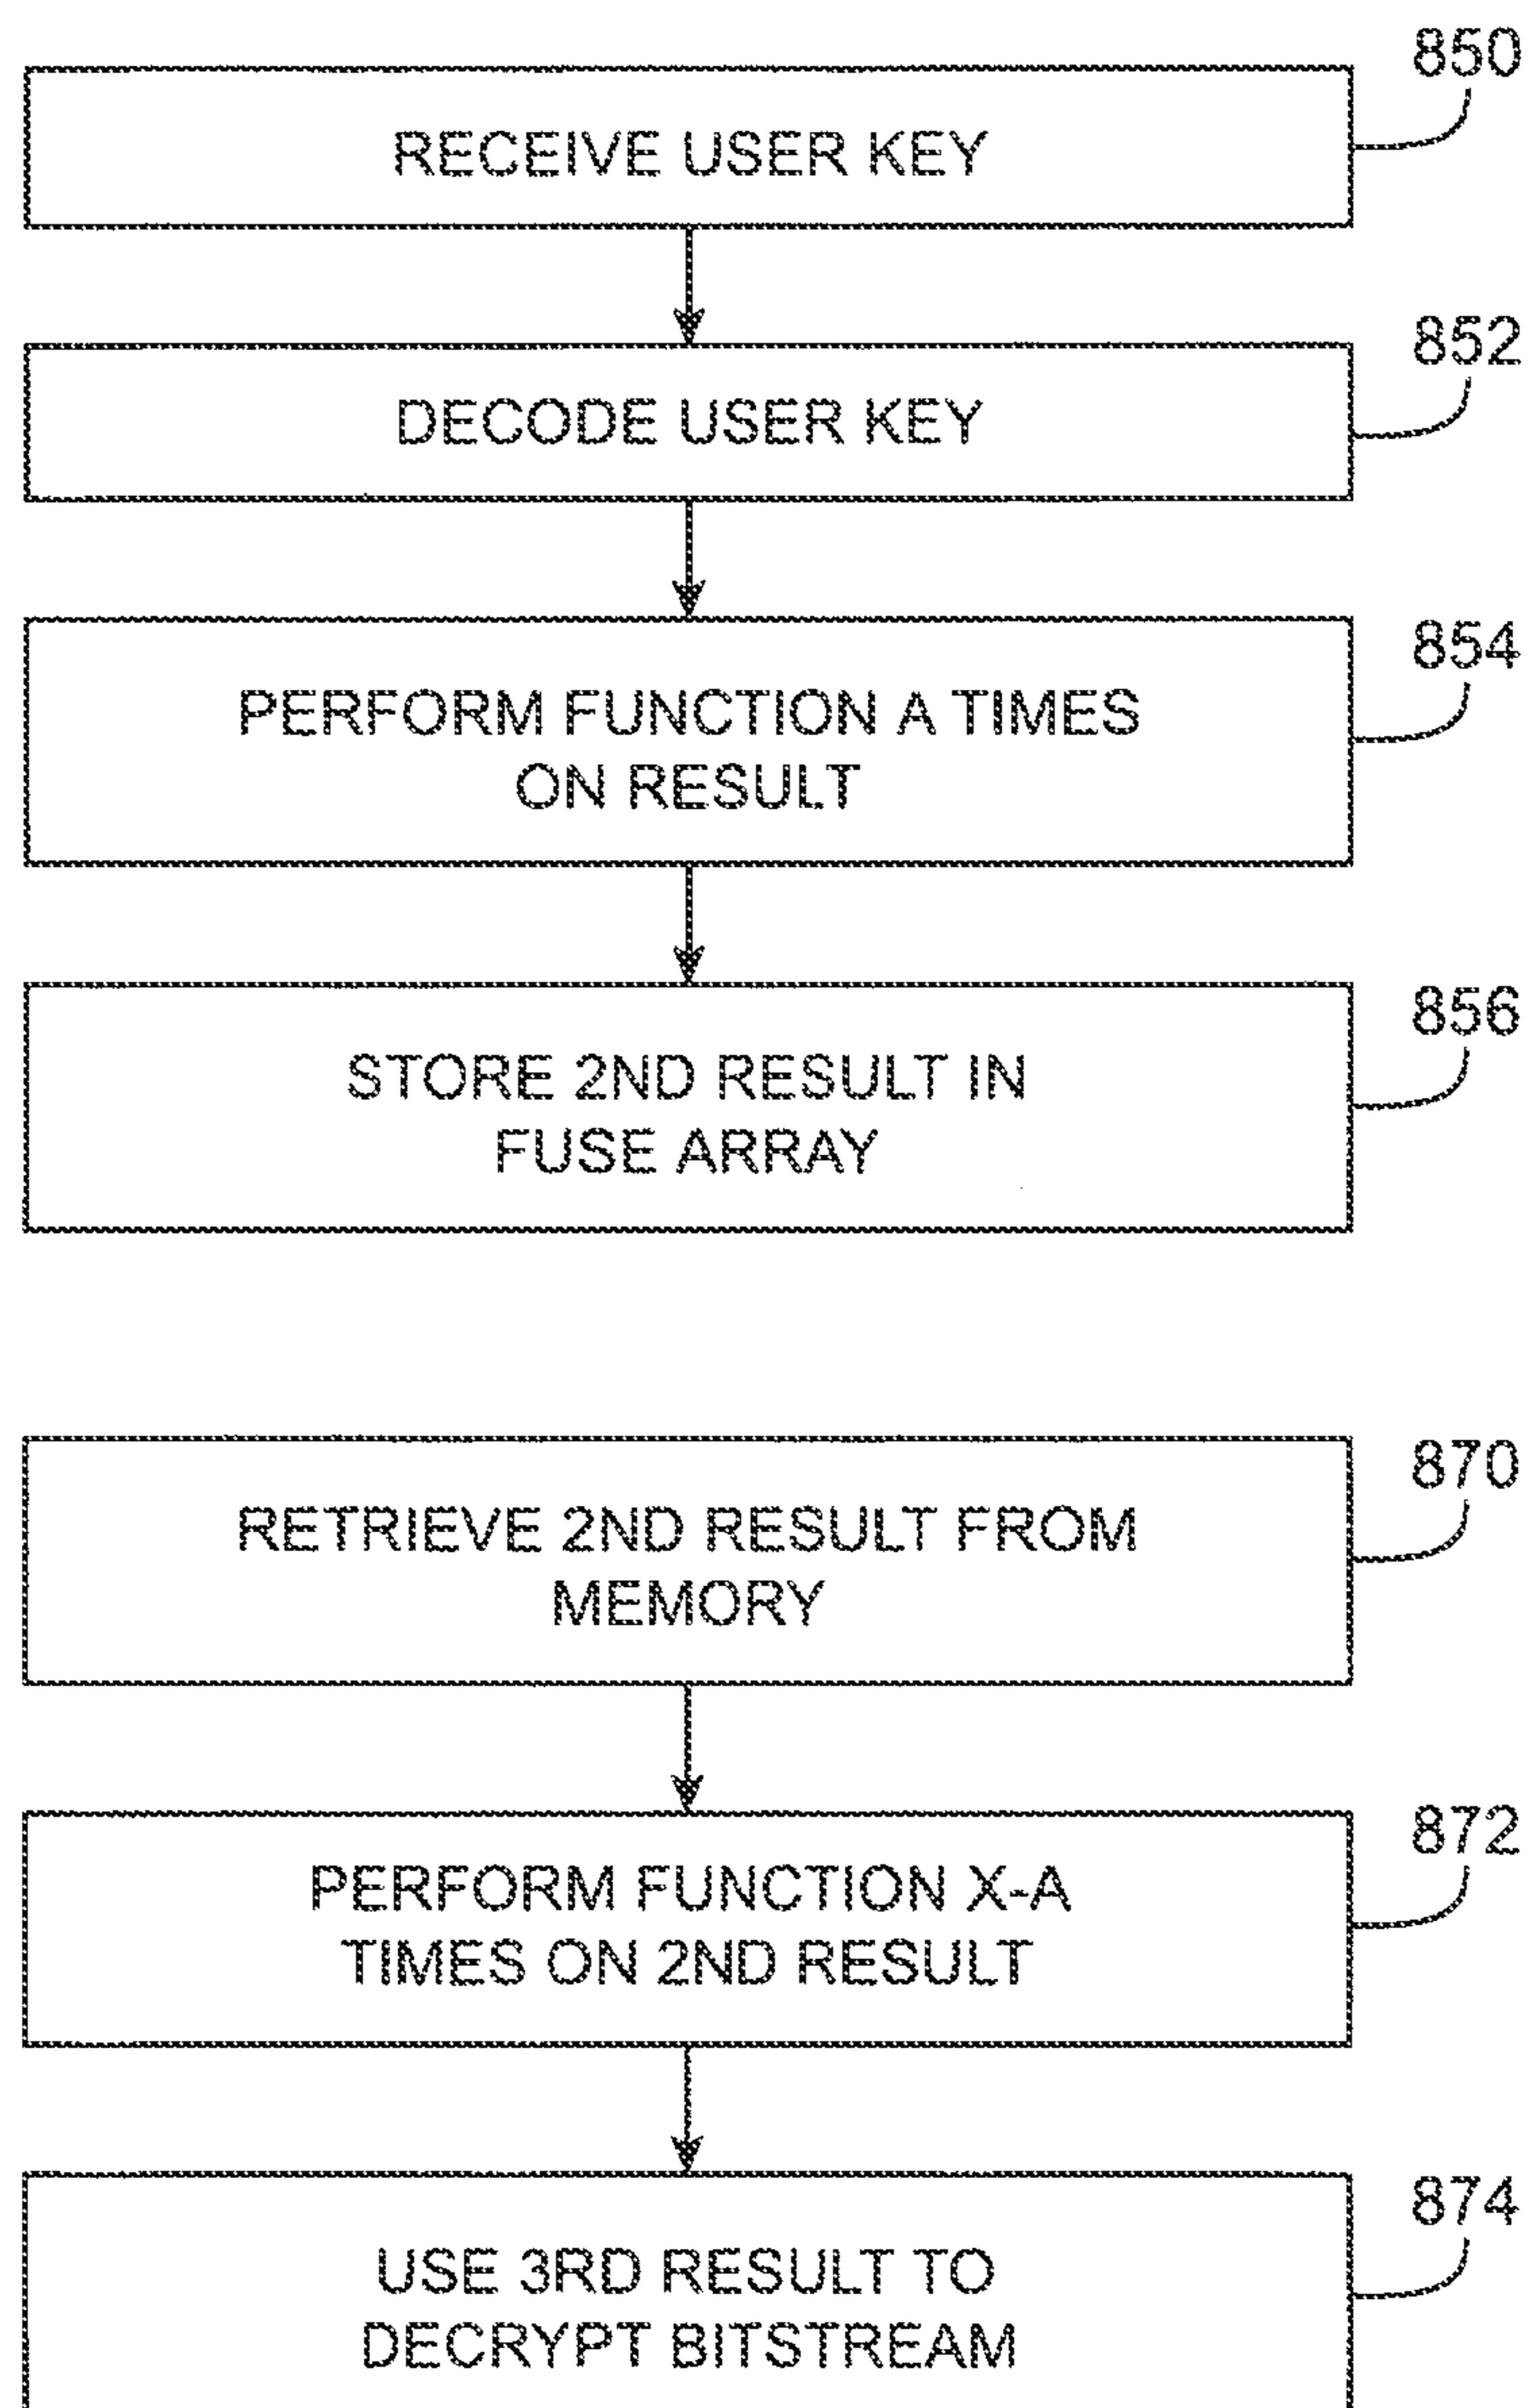 850
RECEIVE USER KEY
852
DECODE USER KEY
854
PERFORM FUNCTION A TIMES
ON RESULT
856
STORE 2ND RESULT IN
FUSE ARRAY
870
RETRIEVE 2ND RESULT FROM
MEMORY
872
PERFORM FUNCTION X-A
TIMES ON 2ND RESULT
874
USE 3RD RESULT TO
DECRYPT BITSTREAM